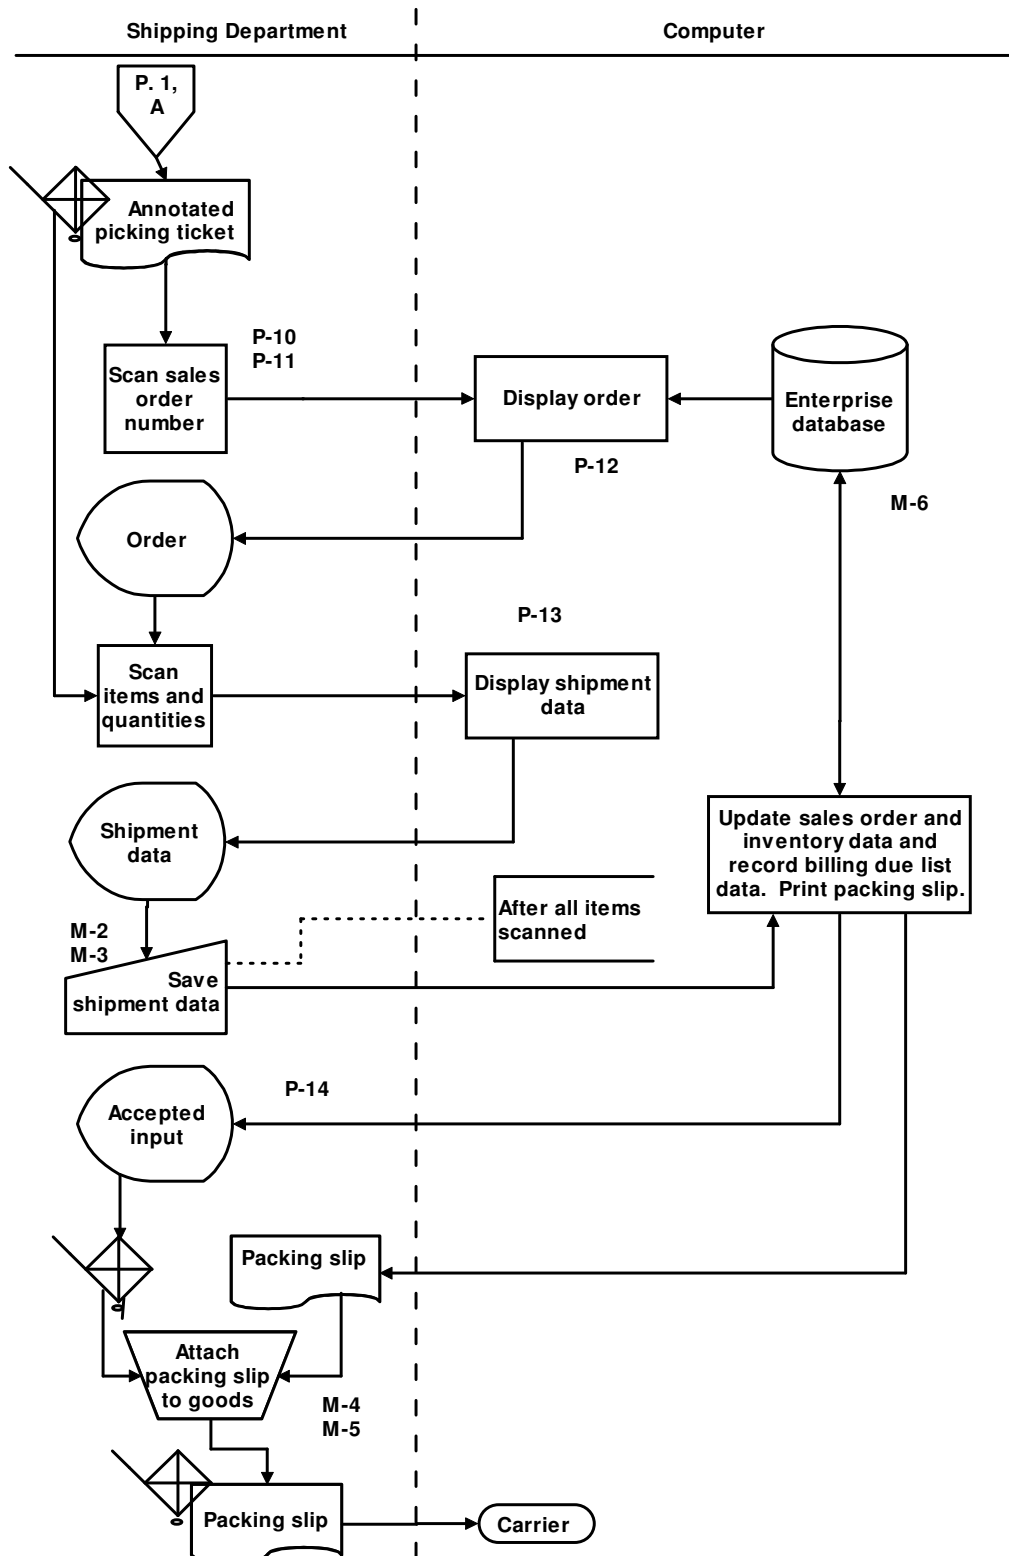 Shipping Department
Computer
P. 1,
A
Annotated
picking ticket
P-10
P-11
Scan sales
order
number
Display order
Enterprise
database
P-12
M-6
Order
P-13
Scan
items and
quantities
Display shipment
data
Shipment
data
Update sales order and
inventory data and
record billing due list
data. Print packing slip.
After all items
scanned
M-2
M-3
Save
shipment data
P-14
Accepted
input
Packing slip
Attach
packing slip
to goods
M-4
M-5
Packing slip
Carrier